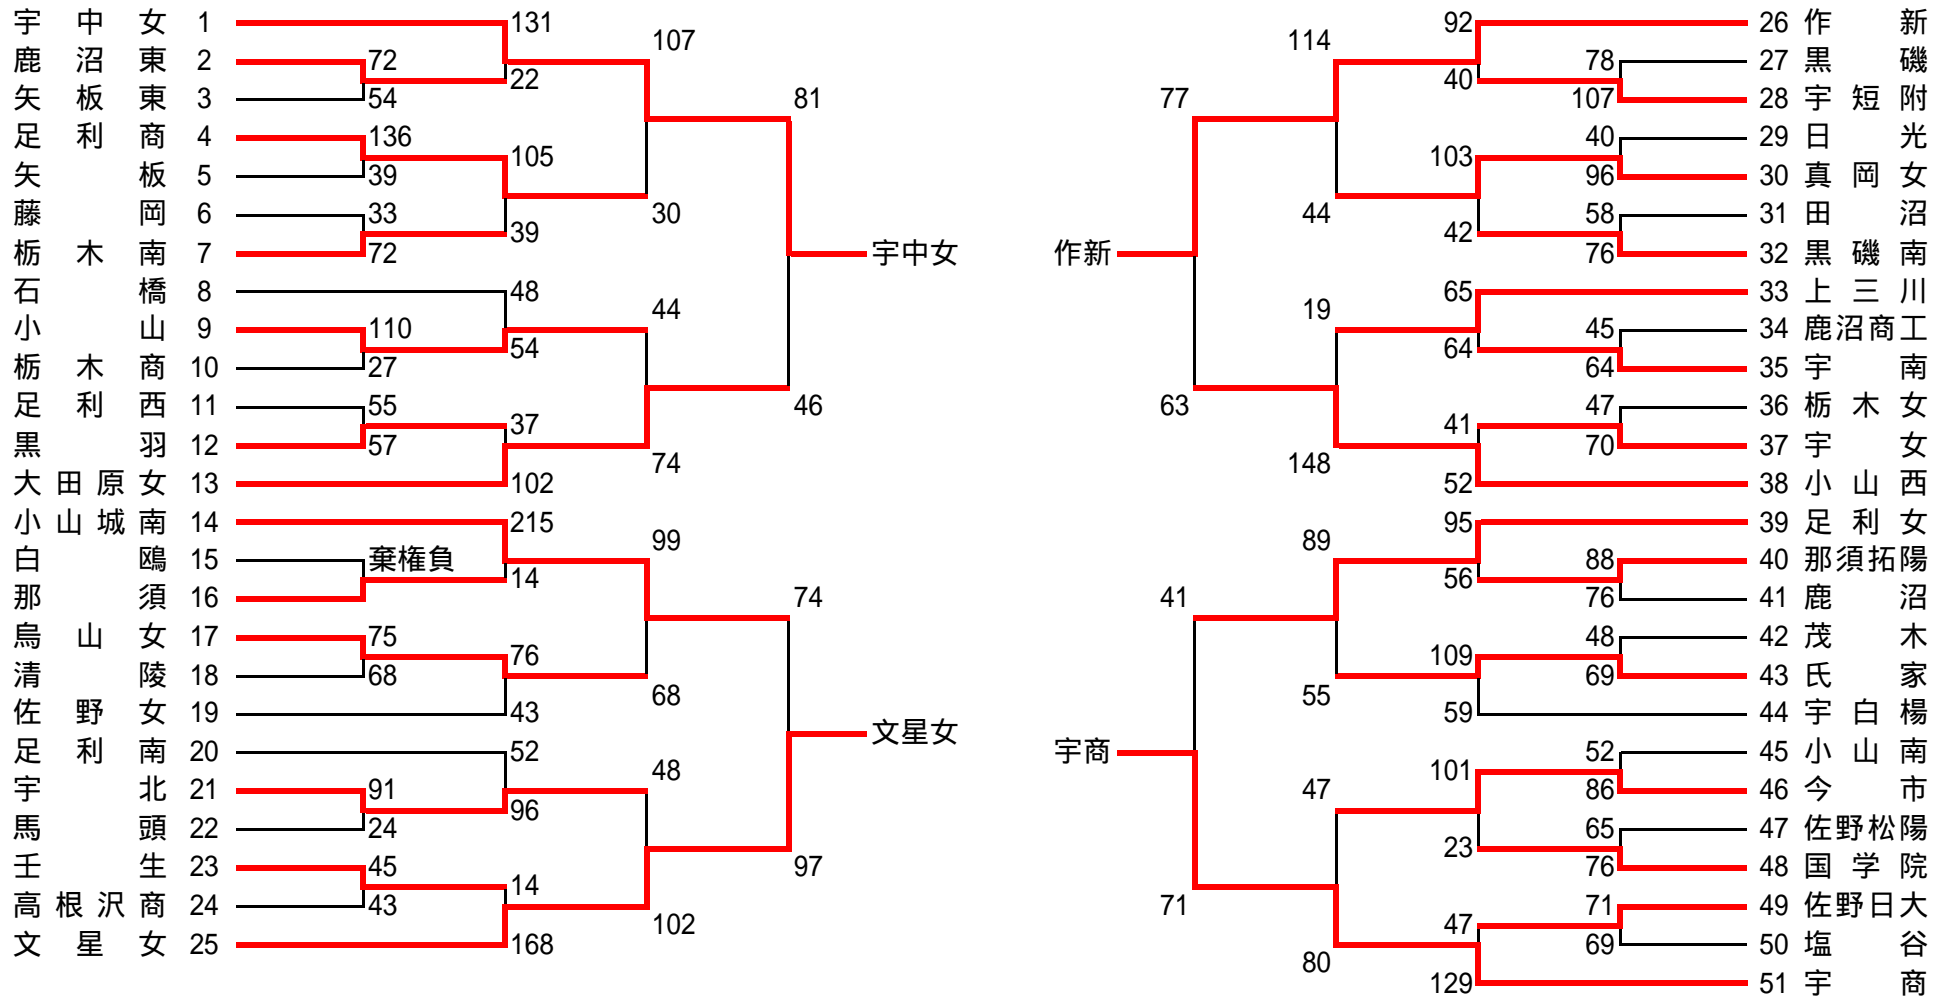 宇中女 1 131
107
鹿沼東 2 72
22
矢板東 3 54
81
足利商 4 136
105
矢板 5 39
藤岡 6 33
30
39
栃木南 7 72
宇中女
石橋 8 48
44
小山 9 110
54
栃木商 10 27
足利西 11 55
46
37
黒羽 12 57
74
大田原女 13 102
小山城南 14 215
99
白鴎 15 棄権負
14
那須 16
74
烏山女 17 75
76
清陵 18 68
68
佐野女 19 43
文星女
足利南 20 52
48
宇北 21 91
96
馬頭 22 24
壬生 23 45
97
14
高根沢商 24 43
102
文星女 25 168
92 26 作新
114
78 27 黒磯
40
77
107 28 宇短附
40 29 日光
103
96 30 真岡女
58 31 田沼
44
42
作新
76 32 黒磯南
65 33 上三川
19
45 34 鹿沼商工
64
64 35 宇南
63
47 36 栃木女
41
70 37 宇女
148
52 38 小山西
95 39 足利女
89
88 40 那須拓陽
56
41
76 41 鹿沼
48 42 茂木
109
69 43 氏家
55
59 44 宇白楊
宇商
52 45 小山南
101
47
86 46 今市
65 47 佐野松陽
23
76 48 国学院
71
71 49 佐野日大
47
69 50 塩谷
80
129 51 宇商